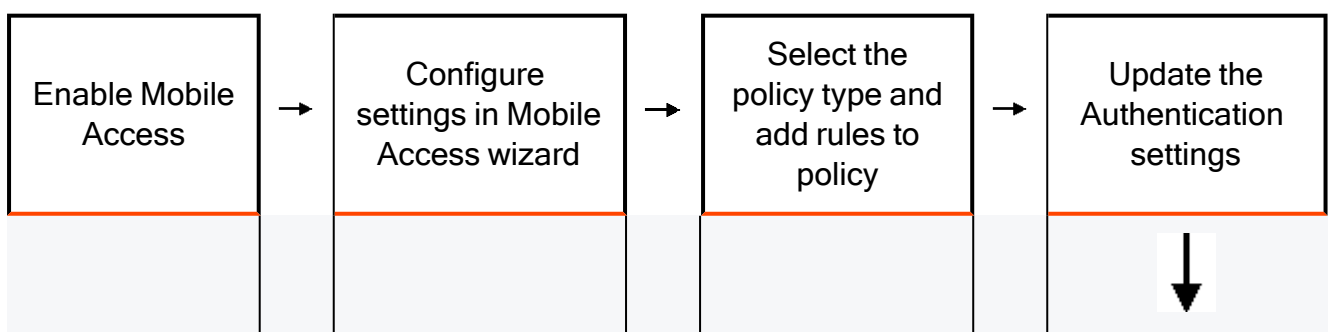 Enable Mobile
Access
Configure
settings in Mobile
Access wizard
Select the
policy type and
add rules to
policy
Update the
Authentication
settings